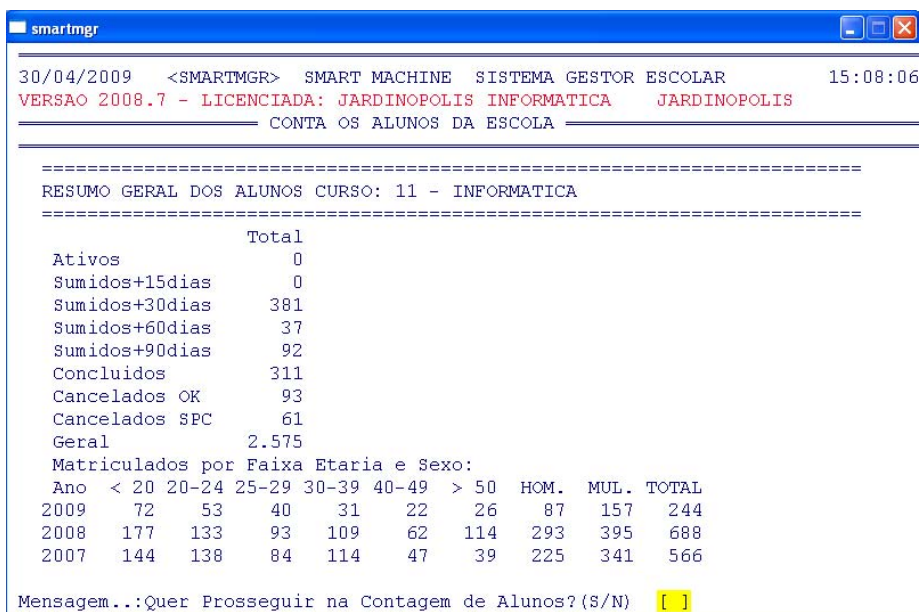 smartmgr
30/04/2009 <SMARTMGR> SMART MACHINE SISTEMA GESTOR ESCOLAR 15:08:06
VERSAO 2008.7 - LICENCIADA: JARDINOPOLIS INFORMATICA JARDINOPOLIS
CONTA OS ALUNOS DA ESCOLA
RESUMO GERAL DOS ALUNOS CURSO: 11 - INFORMATICA
Total
Ativos 0
Sumidos+15dias 0
Sumidos+30dias 381
Sumidos+60dias 37
Sumidos+90dias 92
Concluidos 311
Cancelados OK 93
Cancelados SPC 61
Geral 2.575
Matriculados por Faixa Etaria e Sexo:
Ano < 20 20-24 25-29 30-39 40-49 > 50 HOM. MUL. TOTAL
2009 72 53 40 31 22 26 87 157 244
2008 177 133 93 109 62 114 293 395 688
2007 144 138 84 114 47 39 225 341 566
Mensagem..:Quer Prosseguir na Contagem de Alunos?(S/N) [ ]